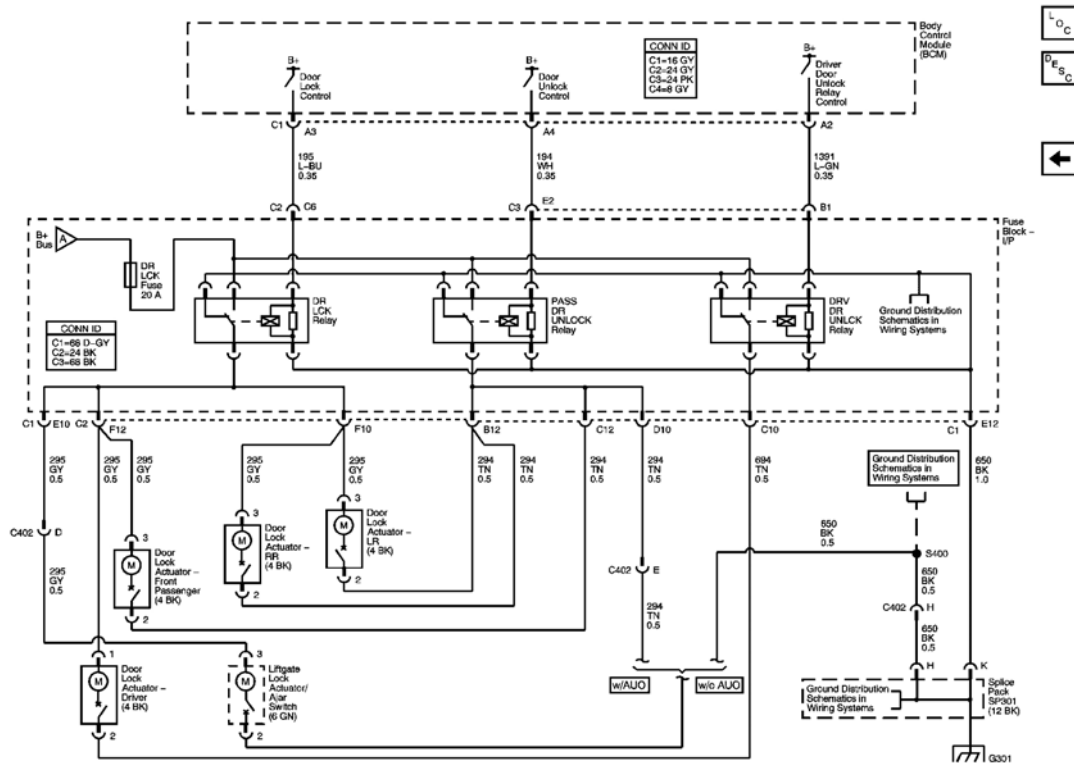 Body
Control
Module
(BCM)
L O C
D E S C
CONN ID
C1=16 GY
C2=24 GY
C3=24 PK
C4=8 GY
B+
Door
Lock
Control
B+
Door
Unlock
Control
B+
Driver
Door
Unlock
Relay
Control
C1 A3
A4
A2
195
L-BU
0.35
194
WH
0.35
1391
L-GN
0.35
C2 C6
C3 E2
B1
Fuse
Block –
I/P
B+
Bus
A
DR
LCK
Fuse
20 A
DR
LCK
Relay
PASS
DR
UNLOCK
Relay
DRV
DR
UNLCK
Relay
Ground Distribution
Schematics in
Wiring Systems
CONN ID
C1=68 D-GY
C2=24 BK
C3=68 BK
C1 E10 C2 F12
F10
B12
C12
D10
C10
C1 E12
295
GY
0.5
295
GY
0.5
295
GY
0.5
295
GY
0.5
295
GY
0.5
294
TN
0.5
294
TN
0.5
294
TN
0.5
294
TN
0.5
694
TN
0.5
Ground Distribution
Schematics in
Wiring Systems
650
BK
1.0
C402 D
295
GY
0.5
3
M
Door
Lock
Actuator –
Front
Passenger
(4 BK)
2
3
M
Door
Lock
Actuator –
RR
(4 BK)
2
3
M
Door
Lock
Actuator –
LR
(4 BK)
2
C402 E
294
TN
0.5
650
BK
0.5
S400
650
BK
0.5
C402 H
650
BK
0.5
1
M
Door
Lock
Actuator –
Driver
(4 BK)
2
3
M
Liftgate
Lock
Actuator/
Ajar
Switch
(6 GN)
2
w/AUO
w/o AUO
H
K
Ground Distribution
Schematics in
Wiring Systems
Splice
Pack
SP301
(12 BK)
G301